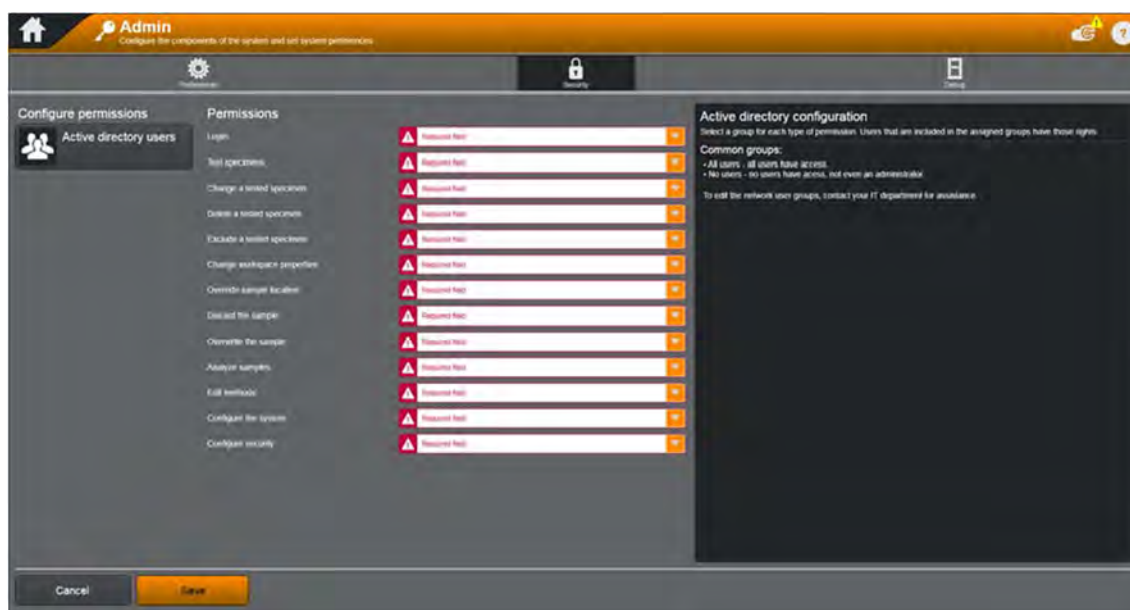 Admin
Configure the components of the system and set system preferences
?
Preferences
Security
Debug
Configure permissions
Active directory users
Permissions
Login
Required field
Test specimens
Required field
Change a tested specimen
Required field
Delete a tested specimen
Required field
Exclude a tested specimen
Required field
Change workspace properties
Required field
Override sample location
Required field
Discard the sample
Required field
Overwrite the sample
Required field
Analyze samples
Required field
Edit methods
Required field
Configure the system
Required field
Configure security
Required field
Active directory configuration
Select a group for each type of permission. Users that are included in the assigned groups have those rights.
Common groups:
• All users - all users have access.
• No users - no users have acess, not even an administrator.
To edit the network user groups, contact your IT department for assistance.
Cancel
Save